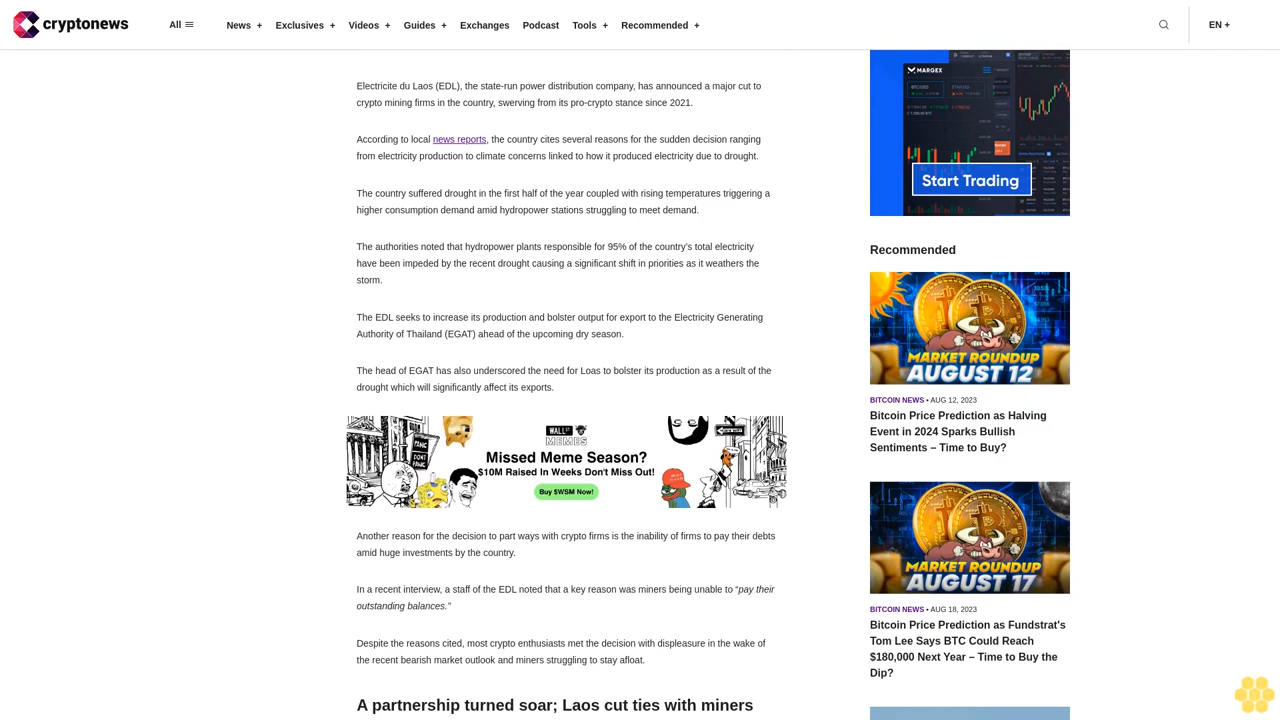 cryptonews
All
News +
Exclusives +
Videos +
Guides +
Exchanges
Podcast
Tools +
Recommended +
EN +
Electricite du Laos (EDL), the state-run power distribution company, has announced a major cut to
crypto mining firms in the country, swerving from its pro-crypto stance since 2021.
According to local news reports, the country cites several reasons for the sudden decision ranging
from electricity production to climate concerns linked to how it produced electricity due to drought.
The country suffered drought in the first half of the year coupled with rising temperatures triggering a
higher consumption demand amid hydropower stations struggling to meet demand.
The authorities noted that hydropower plants responsible for 95% of the country's total electricity
have been impeded by the recent drought causing a significant shift in priorities as it weathers the
storm.
The EDL seeks to increase its production and bolster output for export to the Electricity Generating
Authority of Thailand (EGAT) ahead of the upcoming dry season.
The head of EGAT has also underscored the need for Loas to bolster its production as a result of the
drought which will significantly affect its exports.
WALL ST
MEMES
Missed Meme Season?
$10M Raised In Weeks Don't Miss Out!
Buy $WSM Now!
Another reason for the decision to part ways with crypto firms is the inability of firms to pay their debts
amid huge investments by the country.
In a recent interview, a staff of the EDL noted that a key reason was miners being unable to “pay their
outstanding balances.”
Despite the reasons cited, most crypto enthusiasts met the decision with displeasure in the wake of
the recent bearish market outlook and miners struggling to stay afloat.
A partnership turned soar; Laos cut ties with miners
MARGEX
Start Trading
Recommended
MARKET ROUNDUP
AUGUST 12
BITCOIN NEWS • AUG 12, 2023
Bitcoin Price Prediction as Halving
Event in 2024 Sparks Bullish
Sentiments – Time to Buy?
MARKET ROUNDUP
AUGUST 17
BITCOIN NEWS • AUG 18, 2023
Bitcoin Price Prediction as Fundstrat's
Tom Lee Says BTC Could Reach
$180,000 Next Year – Time to Buy the
Dip?